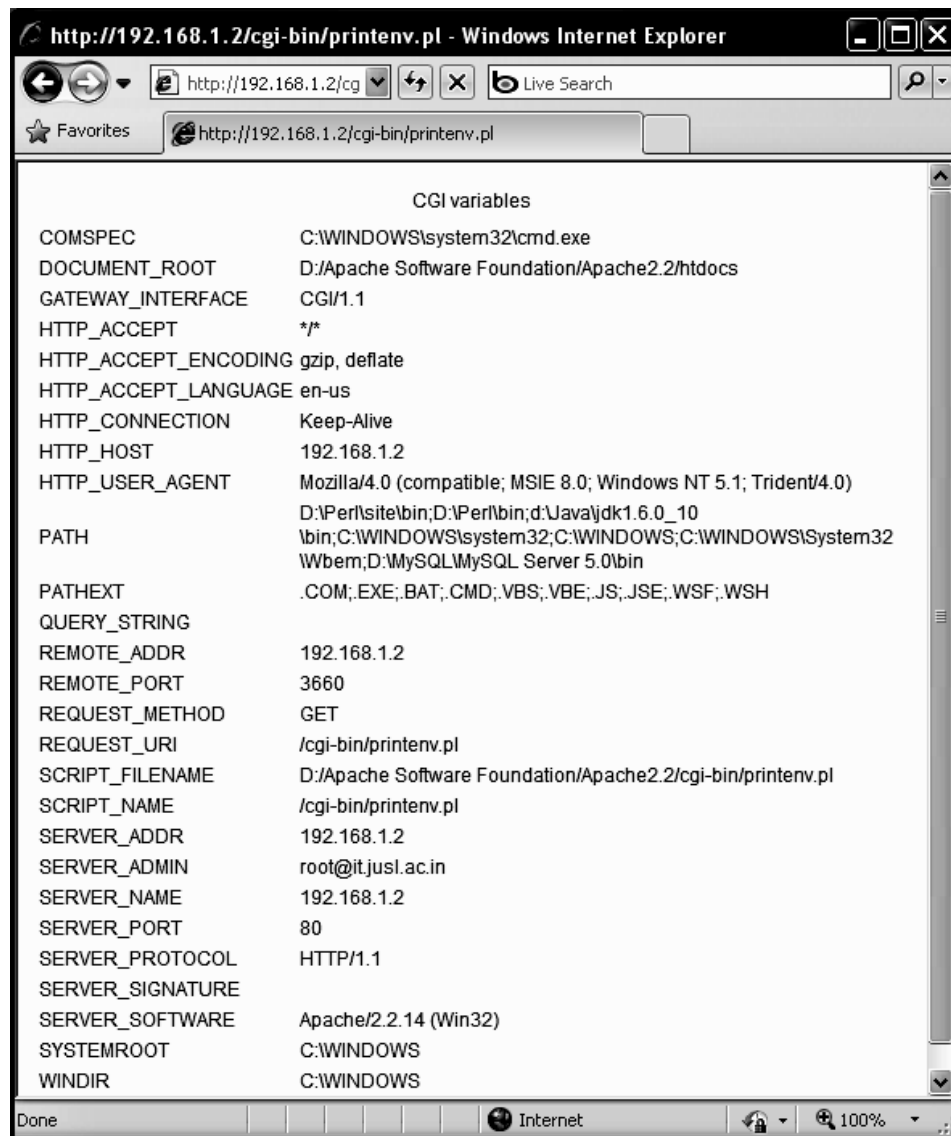 http://192.168.1.2/cgi-bin/printenv.pl - Windows Internet Explorer
http://192.168.1.2/cg
Live Search
Favorites
http://192.168.1.2/cgi-bin/printenv.pl
CGI variables
COMSPEC C:\WINDOWS\system32\cmd.exe
DOCUMENT_ROOT D:/Apache Software Foundation/Apache2.2/htdocs
GATEWAY_INTERFACE CGI/1.1
HTTP_ACCEPT */*
HTTP_ACCEPT_ENCODING gzip, deflate
HTTP_ACCEPT_LANGUAGE en-us
HTTP_CONNECTION Keep-Alive
HTTP_HOST 192.168.1.2
HTTP_USER_AGENT Mozilla/4.0 (compatible; MSIE 8.0; Windows NT 5.1; Trident/4.0)
D:\Perl\site\bin;D:\Perl\bin;d:\Java\jdk1.6.0_10
PATH \bin;C:\WINDOWS\system32;C:\WINDOWS;C:\WINDOWS\System32
\Wbem;D:\MySQL\MySQL Server 5.0\bin
PATHEXT .COM;.EXE;.BAT;.CMD;.VBS;.VBE;.JS;.JSE;.WSF;.WSH
QUERY_STRING
REMOTE_ADDR 192.168.1.2
REMOTE_PORT 3660
REQUEST_METHOD GET
REQUEST_URI /cgi-bin/printenv.pl
SCRIPT_FILENAME D:/Apache Software Foundation/Apache2.2/cgi-bin/printenv.pl
SCRIPT_NAME /cgi-bin/printenv.pl
SERVER_ADDR 192.168.1.2
SERVER_ADMIN root@it.jusl.ac.in
SERVER_NAME 192.168.1.2
SERVER_PORT 80
SERVER_PROTOCOL HTTP/1.1
SERVER_SIGNATURE
SERVER_SOFTWARE Apache/2.2.14 (Win32)
SYSTEMROOT C:\WINDOWS
WINDIR C:\WINDOWS
Done Internet 100%